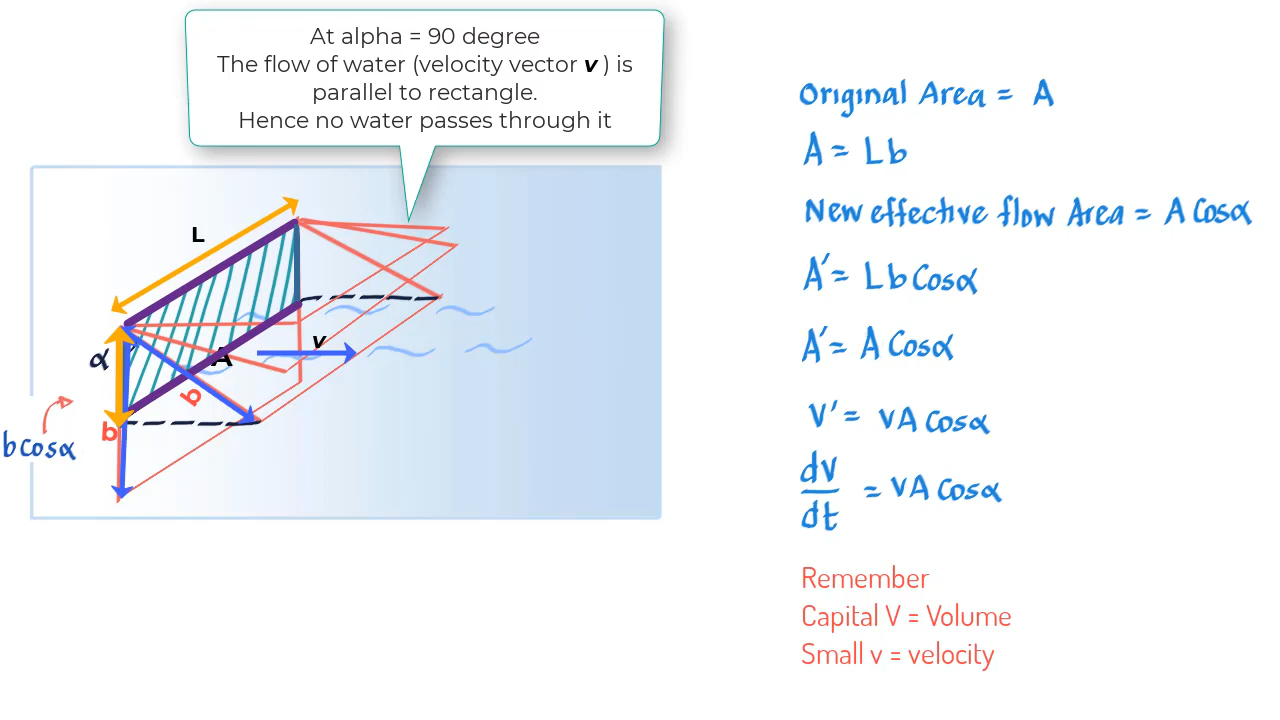 At alpha = 90 degree
The flow of water (velocity vector v ) is
parallel to rectangle.
Hence no water passes through it
L
α
A
v
b
b
b cosα
Original Area = A
A = Lb
New effective flow Area = A Cosα
A′ = L b Cosα
A′ = A Cosα
V′ = vA Cosα
dV
dt
= vA Cosα
Remember
Capital V = Volume
Small v = velocity